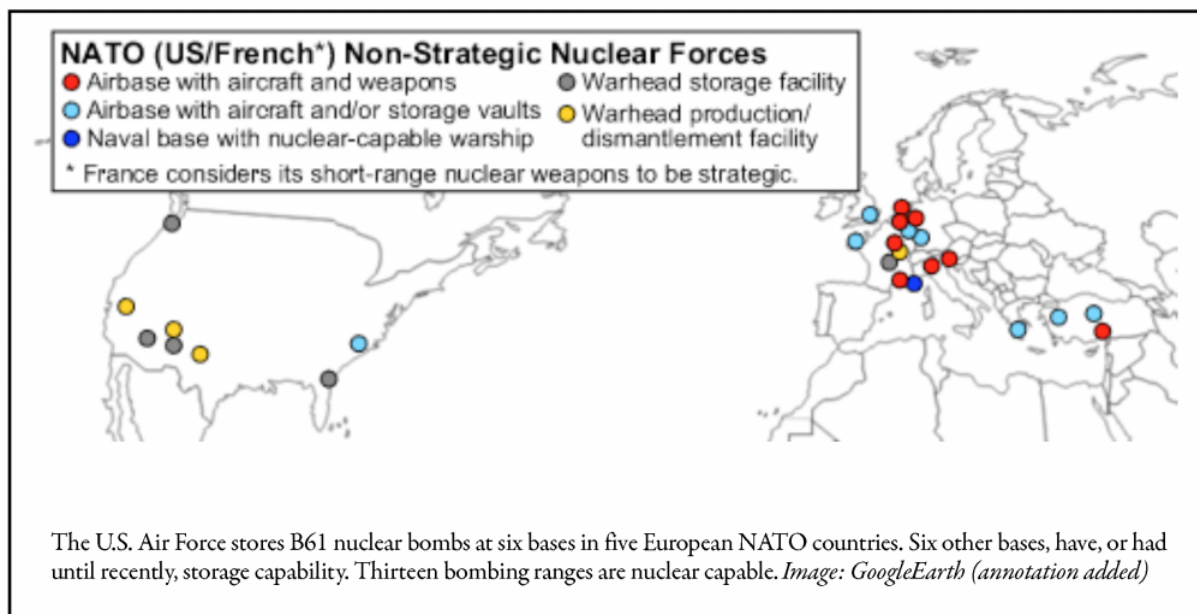 NATO (US/French*) Non-Strategic Nuclear Forces
Airbase with aircraft and weapons
Airbase with aircraft and/or storage vaults
Naval base with nuclear-capable warship
Warhead storage facility
Warhead production/
dismantlement facility
* France considers its short-range nuclear weapons to be strategic.
The U.S. Air Force stores B61 nuclear bombs at six bases in five European NATO countries. Six other bases, have, or had
until recently, storage capability. Thirteen bombing ranges are nuclear capable. Image: GoogleEarth (annotation added)